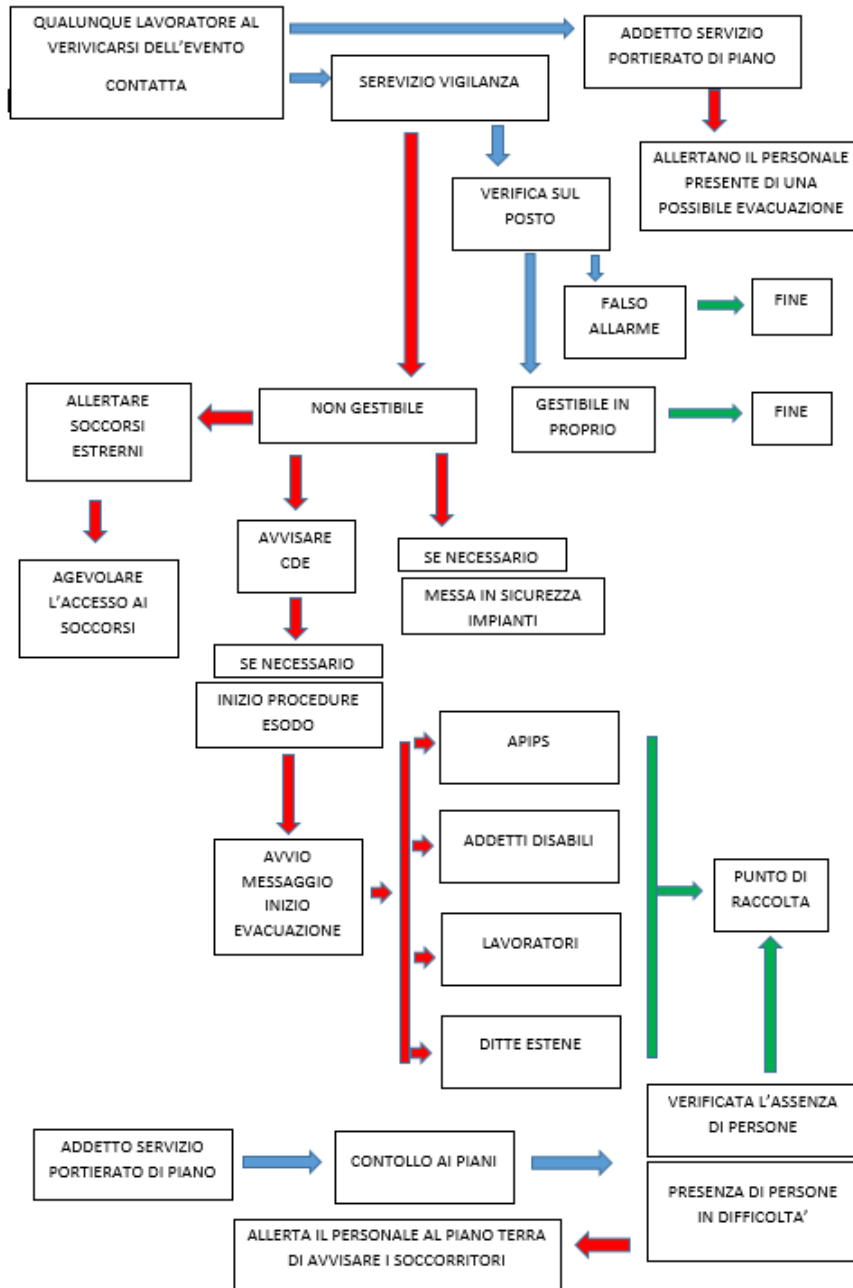 QUALUNQUE LAVORATORE AL
VERIVICARSI DELL'EVENTO
CONTATTA
ADDETTO SERVIZIO
PORTIERATO DI PIANO
SEREVIZIO VIGILANZA
ALLERTANO IL PERSONALE
PRESENTE DI UNA
POSSIBILE EVACUAZIONE
VERIFICA SUL
POSTO
FALSO
ALLARME
FINE
ALLERTARE
SOCCORSI
ESTRERNI
NON GESTIBILE
GESTIBILE IN
PROPRIO
FINE
AVVISARE
CDE
SE NECESSARIO
MESSA IN SICUREZZA
IMPIANTI
AGEVOLARE
L'ACCESSO AI
SOCCORSI
SE NECESSARIO
INIZIO PROCEDURE
ESODO
APIPS
ADDETTI DISABILI
AVVIO
MESSAGGIO
INIZIO
EVACUAZIONE
PUNTO DI
RACCOLTA
LAVORATORI
DITTE ESTENE
VERIFICATA L'ASSENZA
DI PERSONE
ADDETTO SERVIZIO
PORTIERATO DI PIANO
CONTOLLO AI PIANI
PRESENZA DI PERSONE
IN DIFFICOLTA'
ALLERTA IL PERSONALE AL PIANO TERRA
DI AVVISARE I SOCCORRITORI